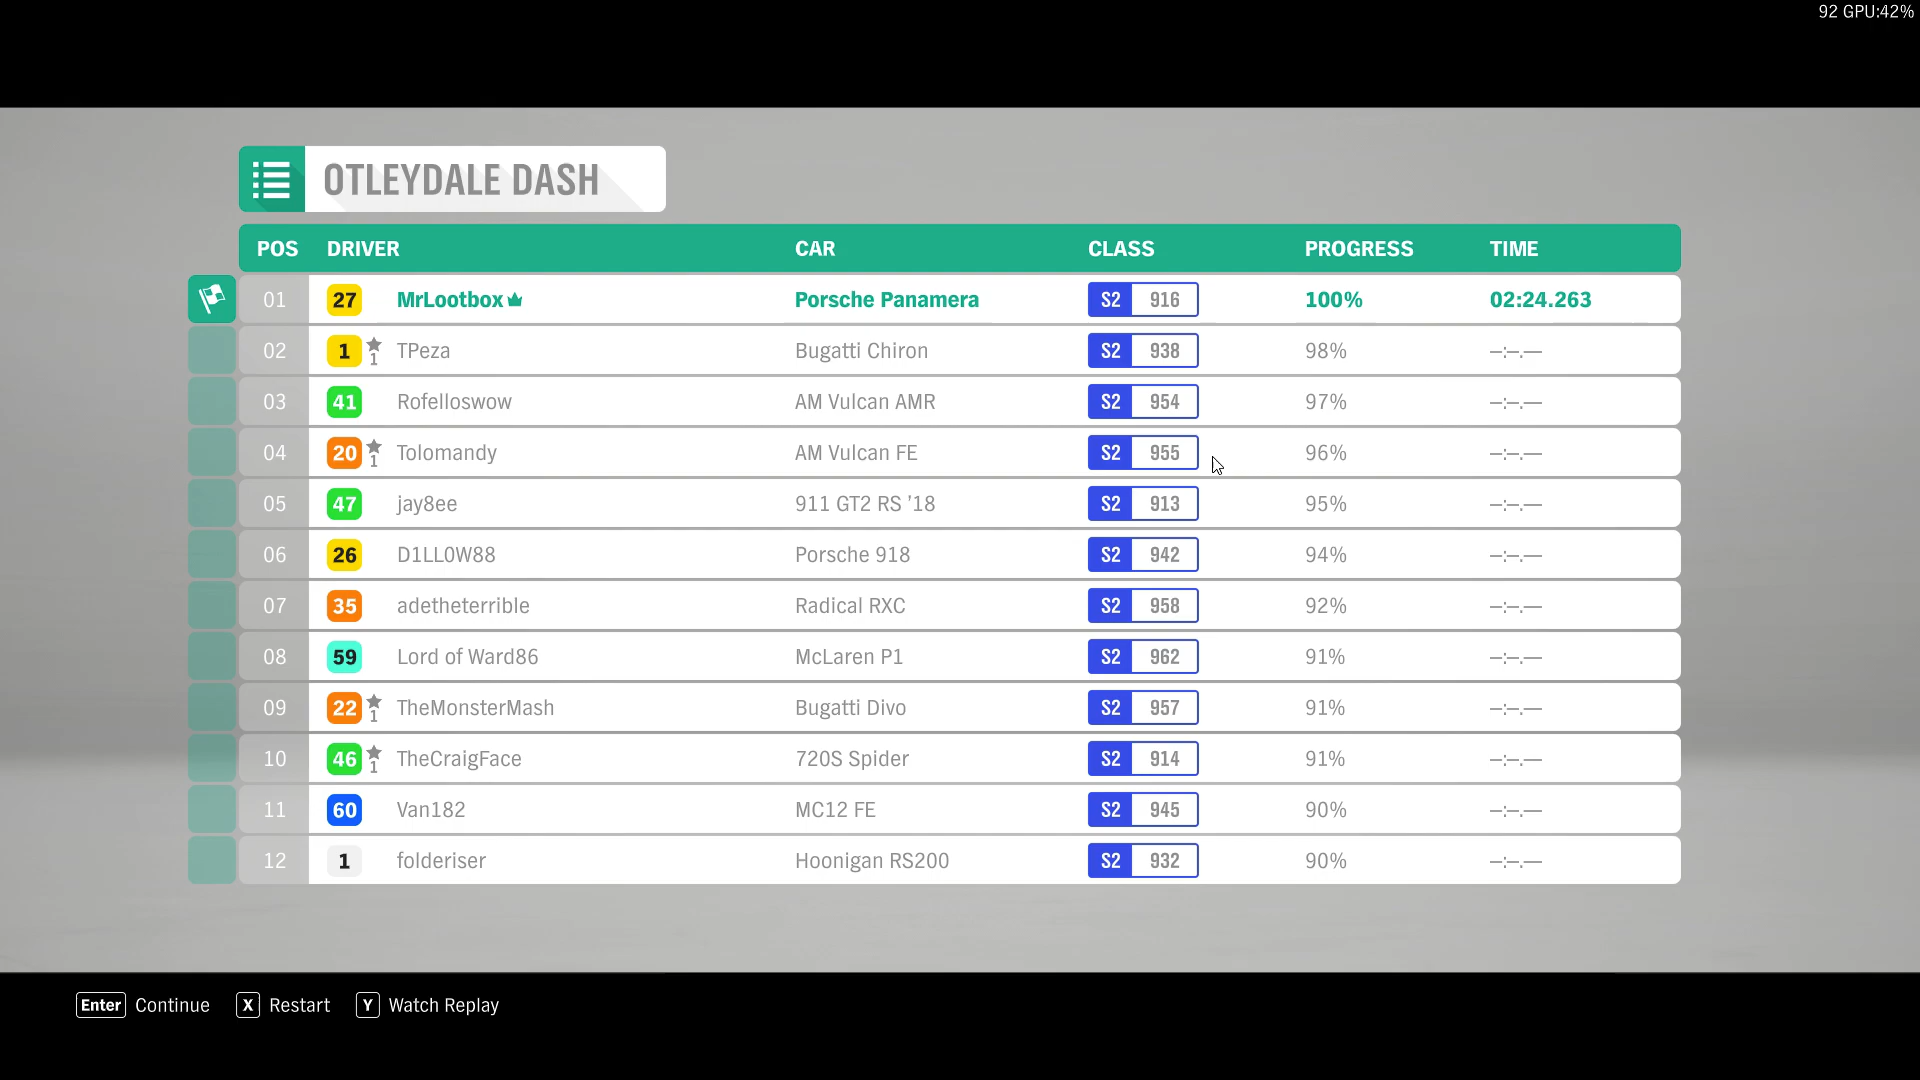 92 GPU:42%
OTLEYDALE DASH
POS DRIVER CAR CLASS PROGRESS TIME
01 27 MrLootbox Porsche Panamera S2 916 100% 02:24.263
02 1 1 TPeza Bugatti Chiron S2 938 98% --:--.---
03 41 Rofelloswow AM Vulcan AMR S2 954 97% --:--.---
04 20 1 Tolomandy AM Vulcan FE S2 955 96% --:--.---
05 47 jay8ee 911 GT2 RS ’18 S2 913 95% --:--.---
06 26 D1LL0W88 Porsche 918 S2 942 94% --:--.---
07 35 adetheterrible Radical RXC S2 958 92% --:--.---
08 59 Lord of Ward86 McLaren P1 S2 962 91% --:--.---
09 22 1 TheMonsterMash Bugatti Divo S2 957 91% --:--.---
10 46 1 TheCraigFace 720S Spider S2 914 91% --:--.---
11 60 Van182 MC12 FE S2 945 90% --:--.---
12 1 folderiser Hoonigan RS200 S2 932 90% --:--.---
Enter Continue X Restart Y Watch Replay